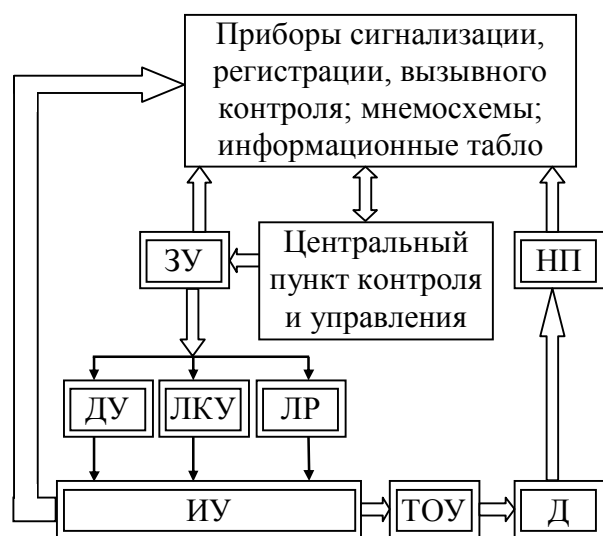 Приборы сигнализации,
регистрации, вызывного
контроля; мнемосхемы;
информационные табло
ЗУ
Центральный
пункт контроля
и управления
НП
ДУ
ЛКУ
ЛР
ИУ
ТОУ
Д